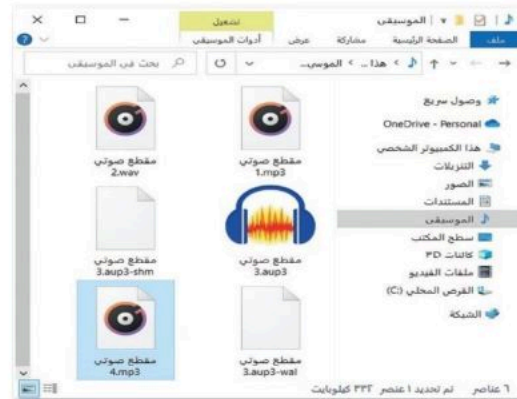 الموسيقى
تشغيل
ملف
الصفحة الرئيسية
مشاركة
عرض
أدوات الموسيقى
هذا ..
الموسي...
بحث في الموسيقى
وصول سريع
OneDrive - Personal
هذا الكمبيوتر الشخصي
التنزيلات
الصور
المستندات
الموسيقى
سطح المكتب
كائنات 3D
ملفات الفيديو
القرص المحلي (C:)
الشبكة
مقطع صوتي
1.mp3
مقطع صوتي
2.wav
مقطع صوتي
3.aup3
مقطع صوتي
3.aup3-shm
مقطع صوتي
3.aup3-wal
مقطع صوتي
4.mp3
٦ عناصر
تم تحديد ١ عنصر ٣٣٢ كيلوبايت